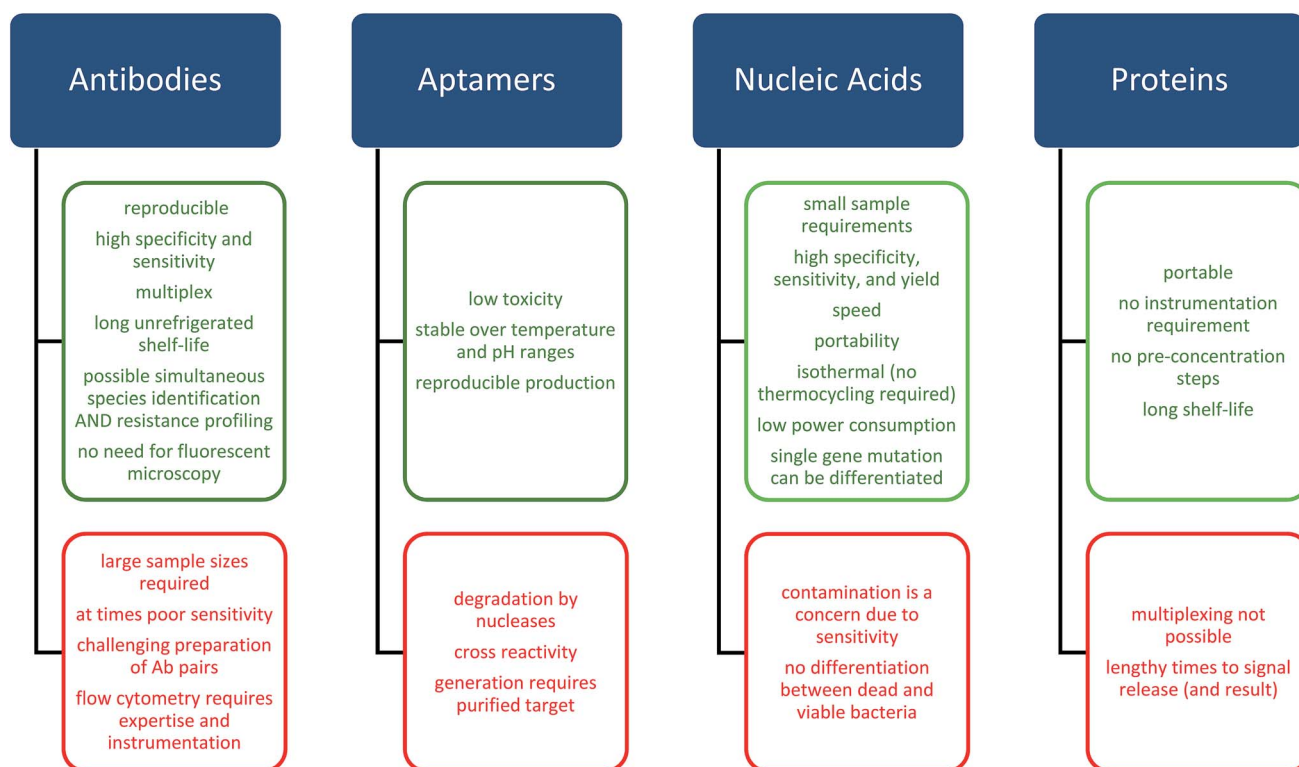 Antibodies
reproducible
high specificity and
sensitivity
multiplex
long unrefrigerated
shelf-life
possible simultaneous
species identification
AND resistance profiling
no need for fluorescent
microscopy
large sample sizes
required
at times poor sensitivity
challenging preparation
of Ab pairs
flow cytometry requires
expertise and
instrumentation
Aptamers
low toxicity
stable over temperature
and pH ranges
reproducible production
degradation by
nucleases
cross reactivity
generation requires
purified target
Nucleic Acids
small sample
requirements
high specificity,
sensitivity, and yield
speed
portability
isothermal (no
thermocycling required)
low power consumption
single gene mutation
can be differentiated
contamination is a
concern due to
sensitivity
no differentiation
between dead and
viable bacteria
Proteins
portable
no instrumentation
requirement
no pre-concentration
steps
long shelf-life
multiplexing not
possible
lengthy times to signal
release (and result)